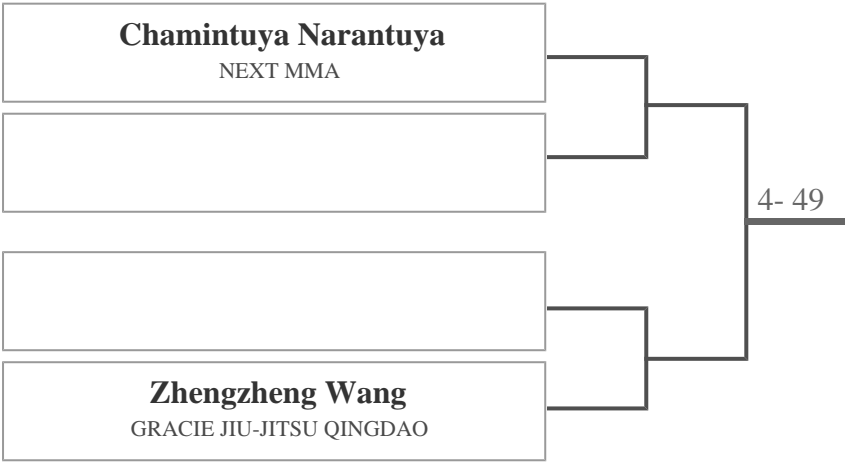 Chamintuya Narantuya
NEXT MMA
4- 49
Zhengzheng Wang
GRACIE JIU-JITSU QINGDAO